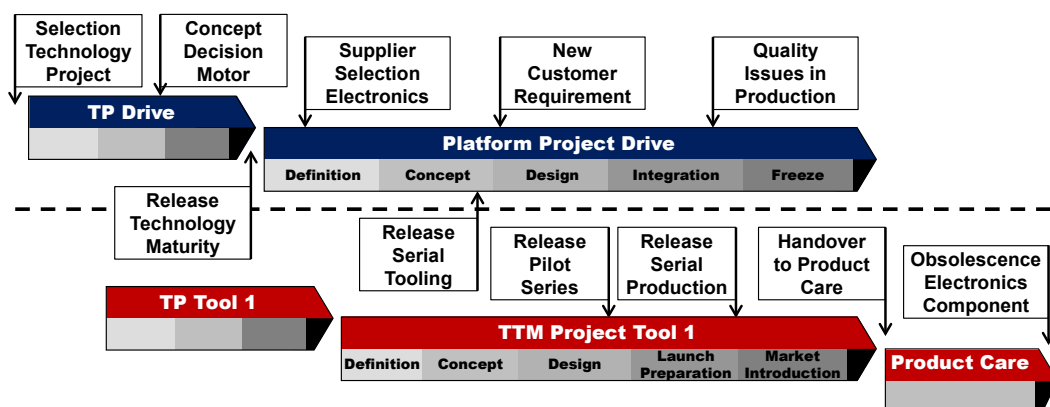 Selection
Technology
Project
Concept
Decision
Motor
Supplier
Selection
Electronics
New
Customer
Requirement
Quality
Issues in
Production
TP Drive
Platform Project Drive
Definition
Concept
Design
Integration
Freeze
Release
Technology
Maturity
Release
Serial
Tooling
Release
Pilot
Series
Release
Serial
Production
Handover
to Product
Care
Obsolescence
Electronics
Component
TP Tool 1
TTM Project Tool 1
Definition
Concept
Design
Launch
Preparation
Market
Introduction
Product Care